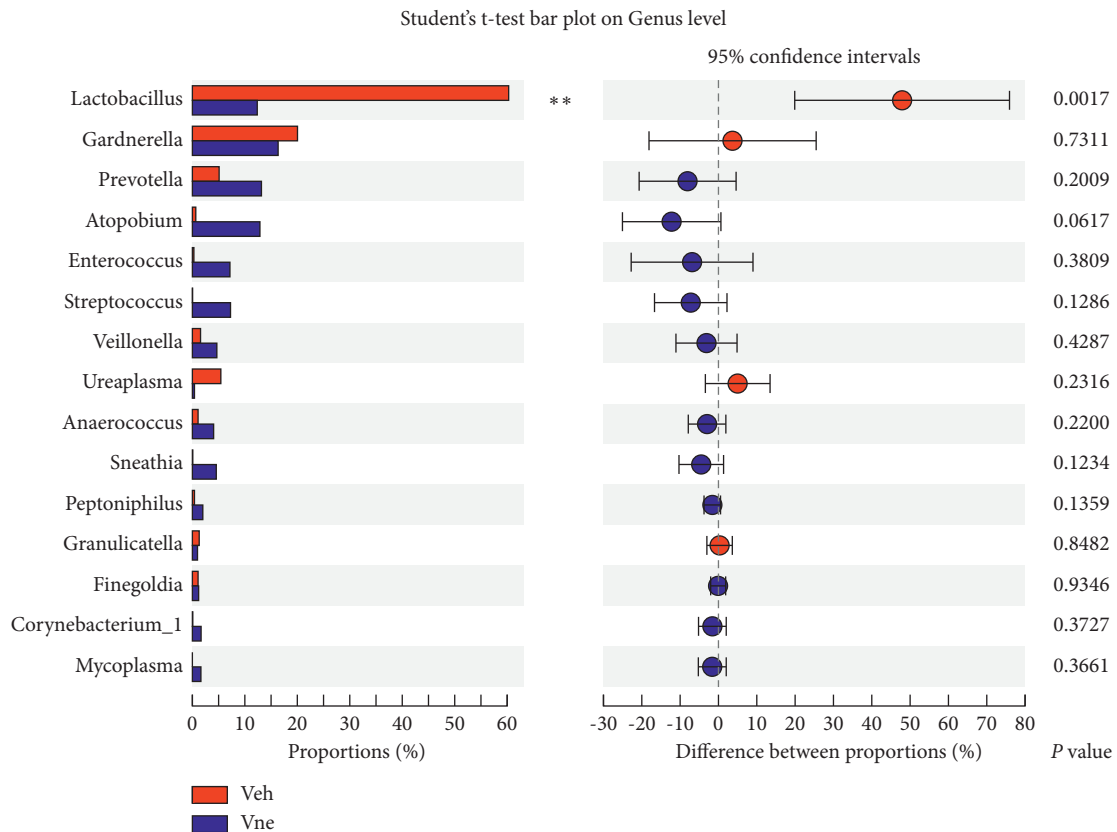 Student's t-test bar plot on Genus level
95% confidence intervals
Lactobacillus ** 0.0017
Gardnerella 0.7311
Prevotella 0.2009
Atopobium 0.0617
Enterococcus 0.3809
Streptococcus 0.1286
Veillonella 0.4287
Ureaplasma 0.2316
Anaerococcus 0.2200
Sneathia 0.1234
Peptoniphilus 0.1359
Granulicatella 0.8482
Finegoldia 0.9346
Corynebacterium_1 0.3727
Mycoplasma 0.3661
0 10 20 30 40 50 60 -30 -20 -10 0 10 20 30 40 50 60 70 80
Proportions (%) Difference between proportions (%) P value
Veh
Vne